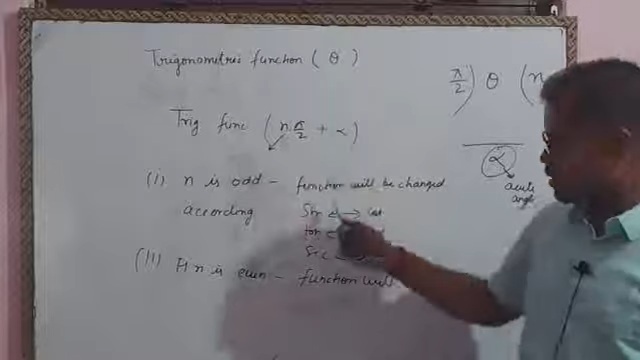 Trigonometric function ( θ )
π/2 ) θ ( n
Trig func ( n.π/2 + α )
α
acute
angle
(i) n is odd - function will be changed
according Sin ↔ cos
tan
Sec
(II) If n is even - function will